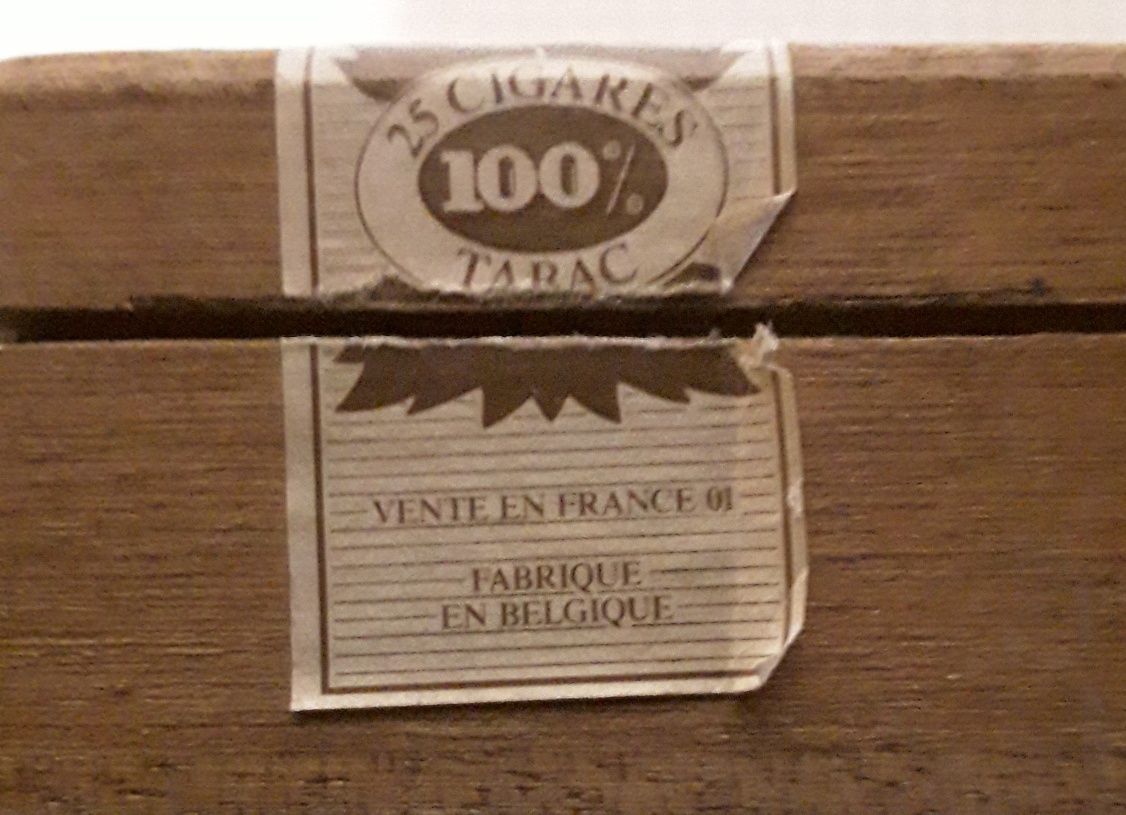 25 CIGARES
100%
TABAC
VENTE EN FRANCE 01
FABRIQUE
EN BELGIQUE